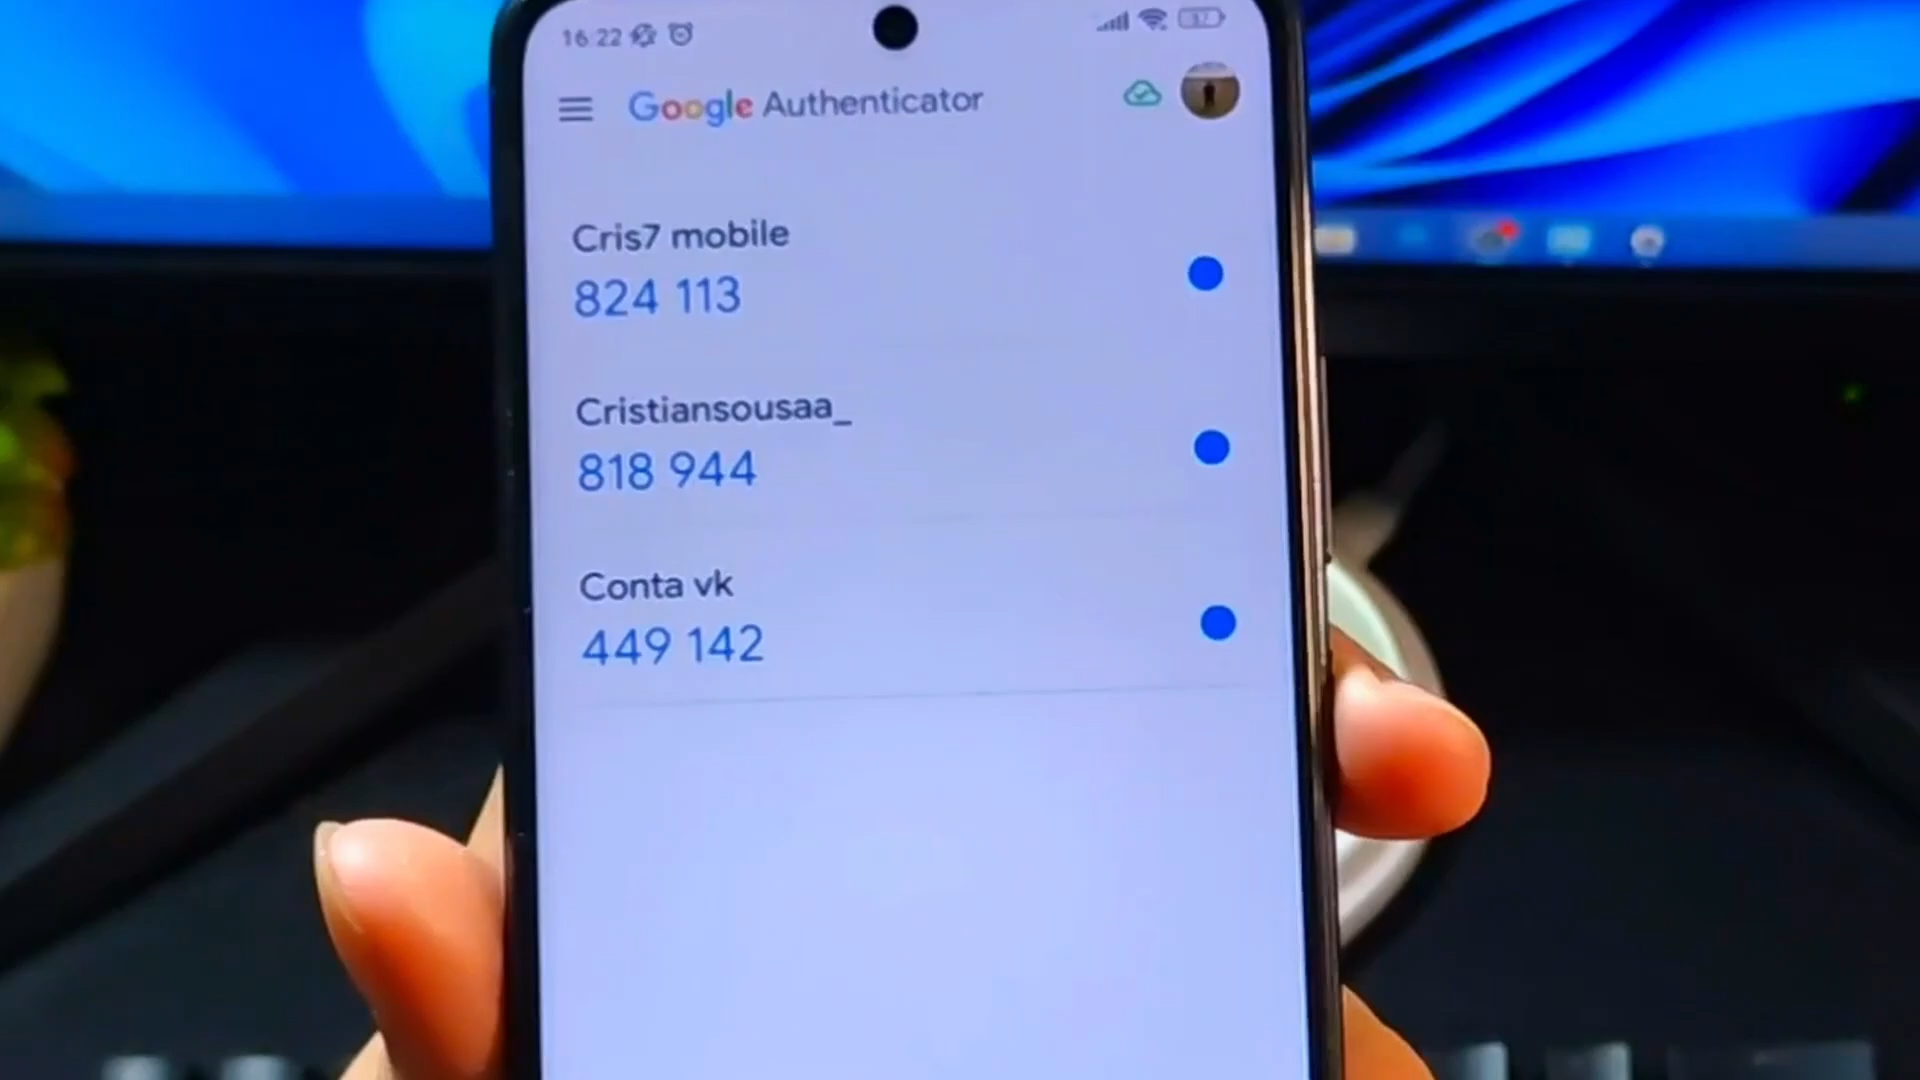 16:22
Google Authenticator
Cris7 mobile
824 113
Cristiansousaa_
818 944
Conta vk
449 142